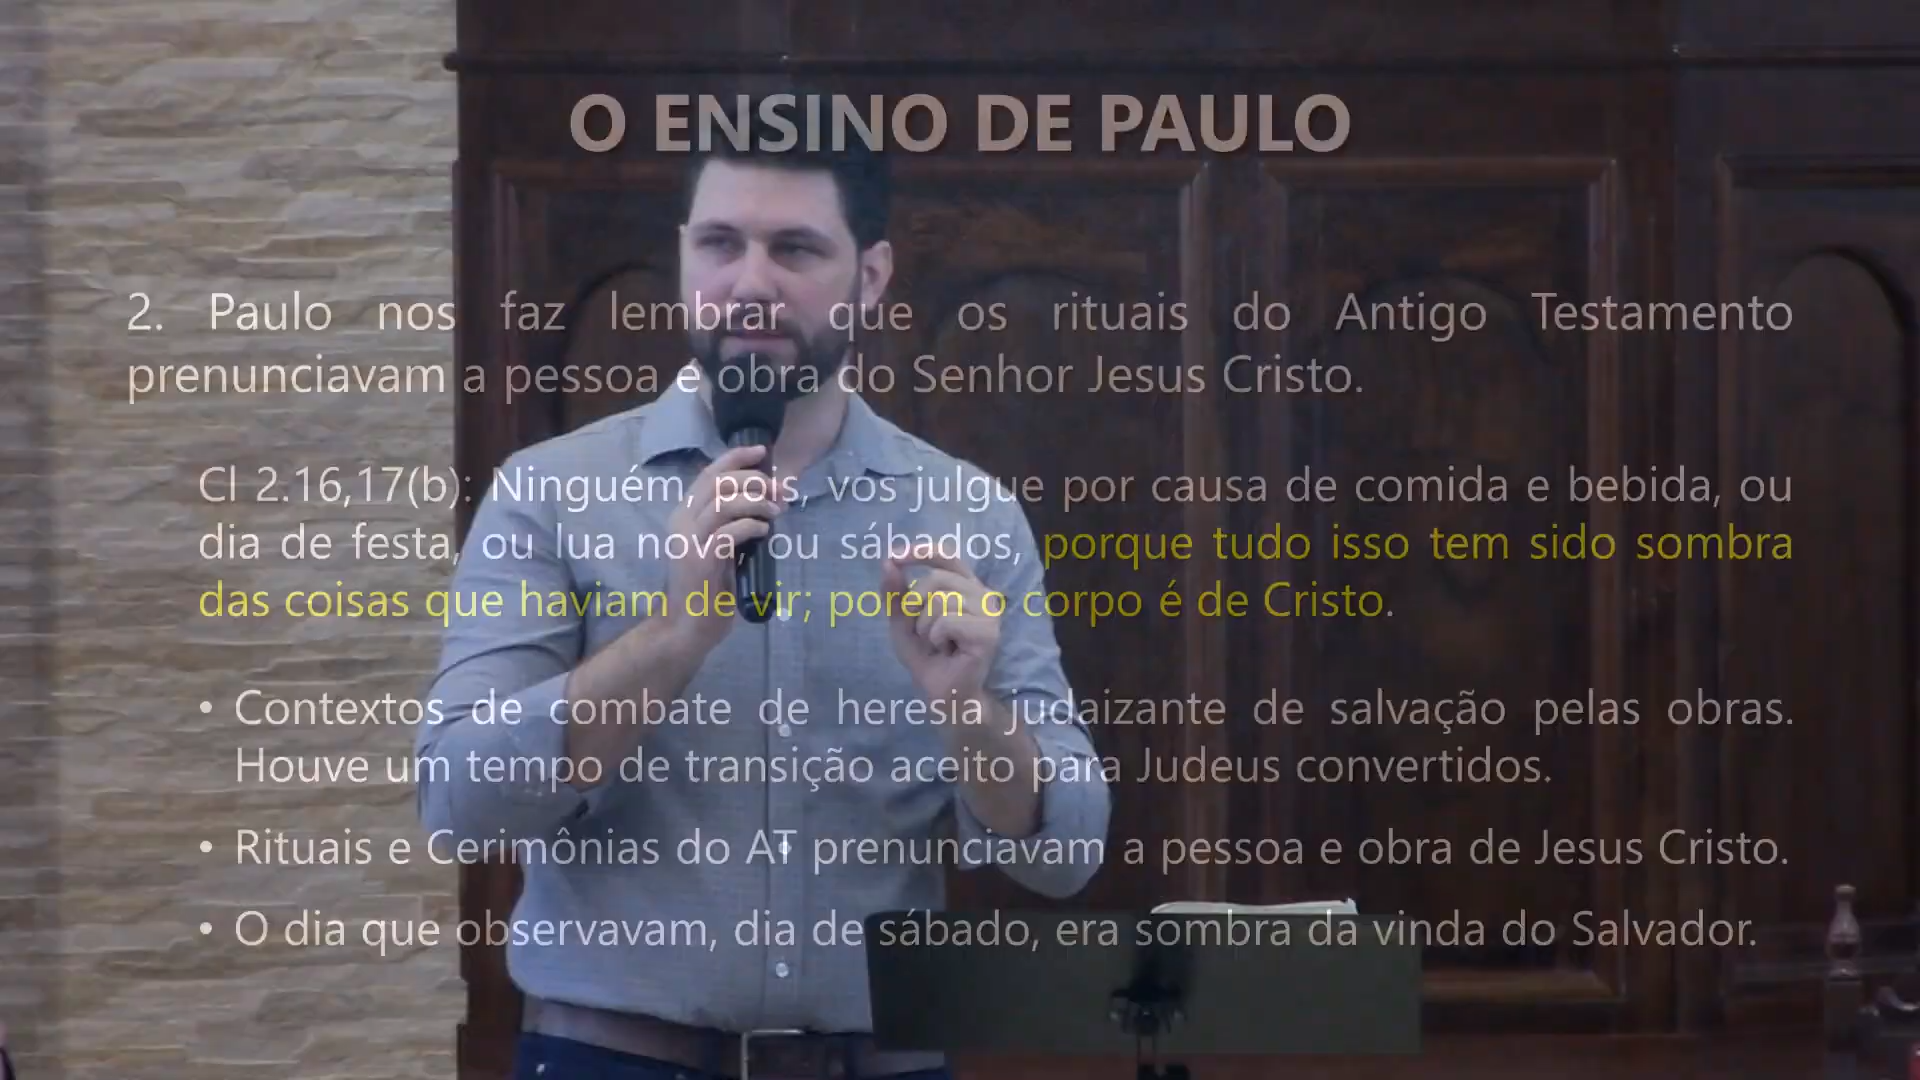 O ENSINO DE PAULO
2. Paulo nos faz lembrar que os rituais do Antigo Testamento
prenunciavam a pessoa e obra do Senhor Jesus Cristo.
Cl 2.16,17(b): Ninguém, pois, vos julgue por causa de comida e bebida, ou
dia de festa, ou lua nova, ou sábados, porque tudo isso tem sido sombra
das coisas que haviam de vir; porém o corpo é de Cristo.
• Contextos de combate de heresia judaizante de salvação pelas obras.
Houve um tempo de transição aceito para Judeus convertidos.
• Rituais e Cerimônias do AT prenunciavam a pessoa e obra de Jesus Cristo.
• O dia que observavam, dia de sábado, era sombra da vinda do Salvador.